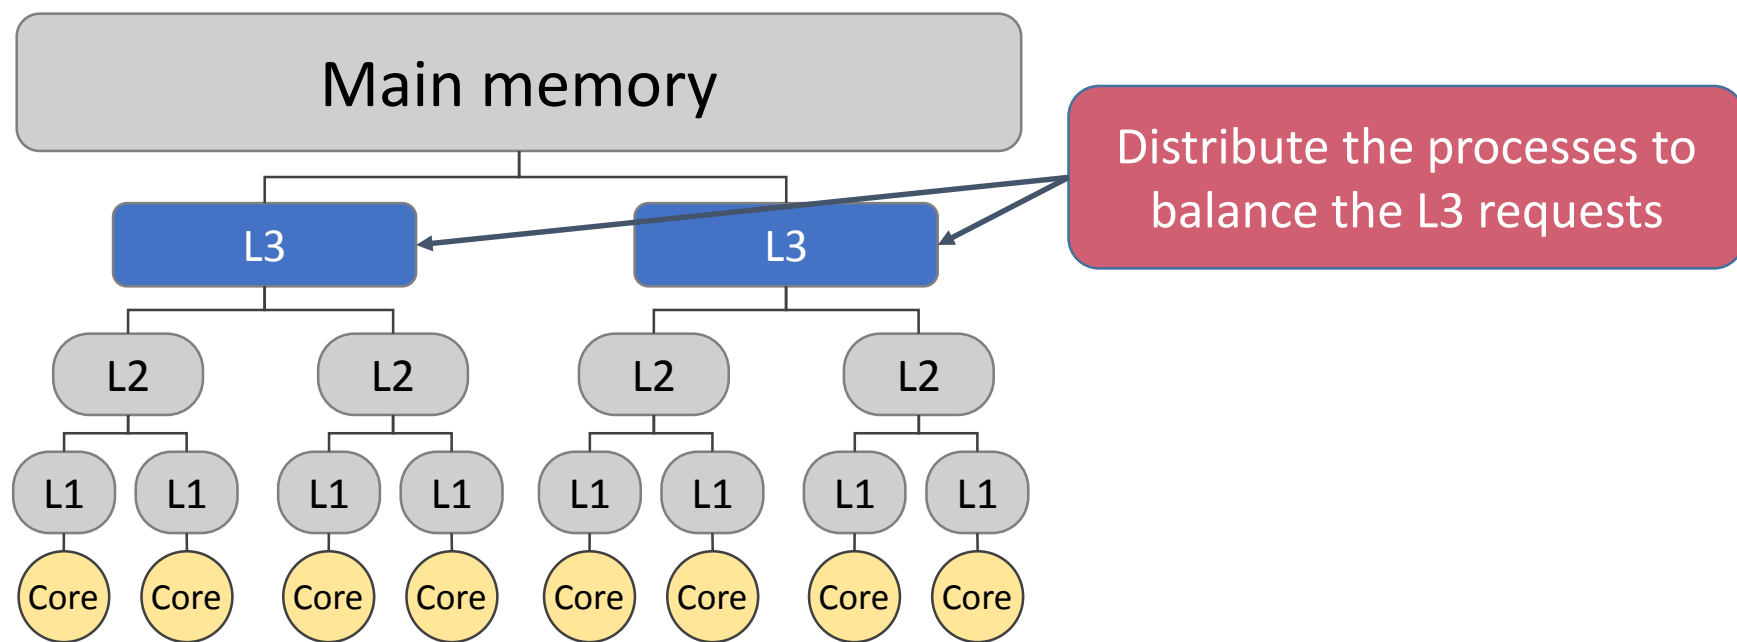 Main memory
Distribute the processes to
balance the L3 requests
L3
L3
L2
L2
L2
L2
L1
L1
L1
L1
L1
L1
L1
L1
Core
Core
Core
Core
Core
Core
Core
Core